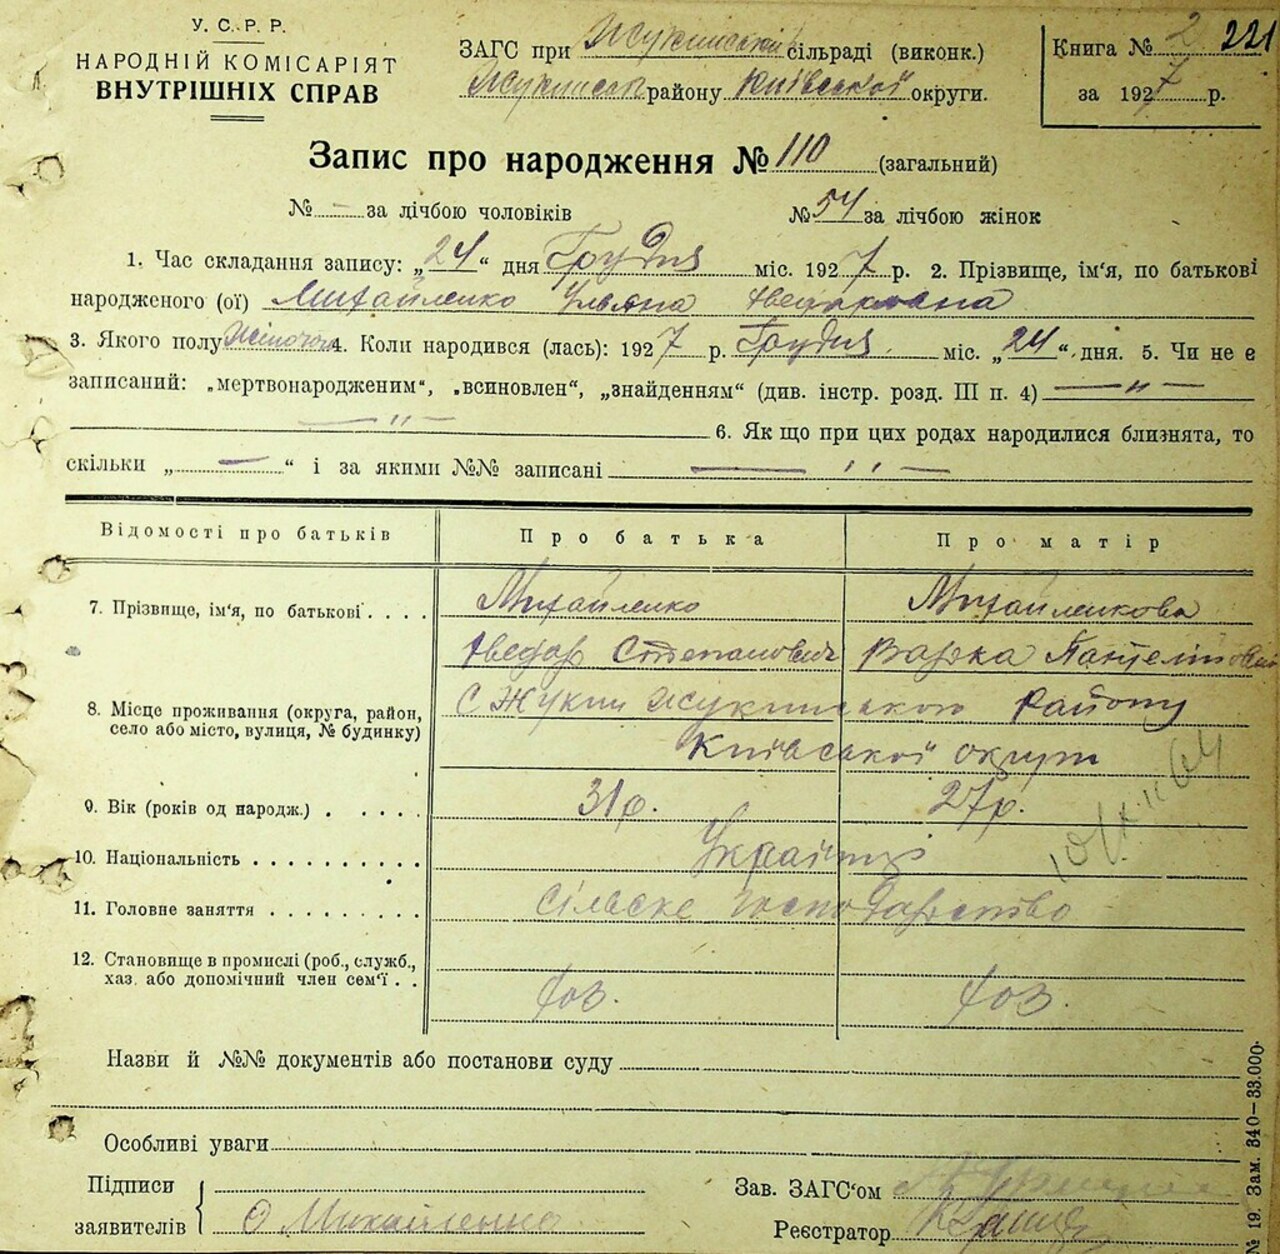 У. С. Р. Р.
НАРОДНІЙ КОМІСАРІЯТ
ВНУТРІШНІХ СПРАВ
ЗАГС при Жукинській сільраді (виконк.)
Жукинськ району Київської округи.
Книга № 2 221
за 1927 р.
Запис про народження № 110 (загальний)
№ — за лічбою чоловіків № 54 за лічбою жінок
1. Час складання запису: „24“ дня Грудня міс. 1927 р. 2. Прізвище, ім‘я, по батькові
народженого (ої) Михайленко Ульяна
3. Якого полу Жіночого 4. Коли народився (лась): 1927 р. Грудня міс. „24“ дня. 5. Чи не є
записаний: „мертвонародженим“, „всиновлен“, „знайденням“ (див. інстр. розд. III п. 4) — „ —
— „ — 6. Як що при цих родах народилися близнята, то
скільки „ — “ і за якими №№ записані — „ —
Відомості про батьків Про батька Про матір
7. Прізвище, ім‘я, по батькові . . . . Михайленко Михайленкова
Хведор Степанович Варка Пантелімовна
8. Місце проживання (округа, район, село або місто, вулиця, № будинку) С Жукин Жукинського Району
Київської округи
9. Вік (років од народж.) . . . . . 31 р. 27 р.
10. Національність . . . . . . . . . . Українці
11. Головне заняття . . . . . . . . . Сільске господарство
12. Становище в промислі (роб., служб., хаз. або допомічний член сем‘ї . . Хоз. Хоз.
Назви й №№ документів або постанови суду
Особливі уваги
Підписи
заявителів О Михайленко
Зав. ЗАГС‘ом
Реєстратор
№ 19. Зам. 340—33.000.